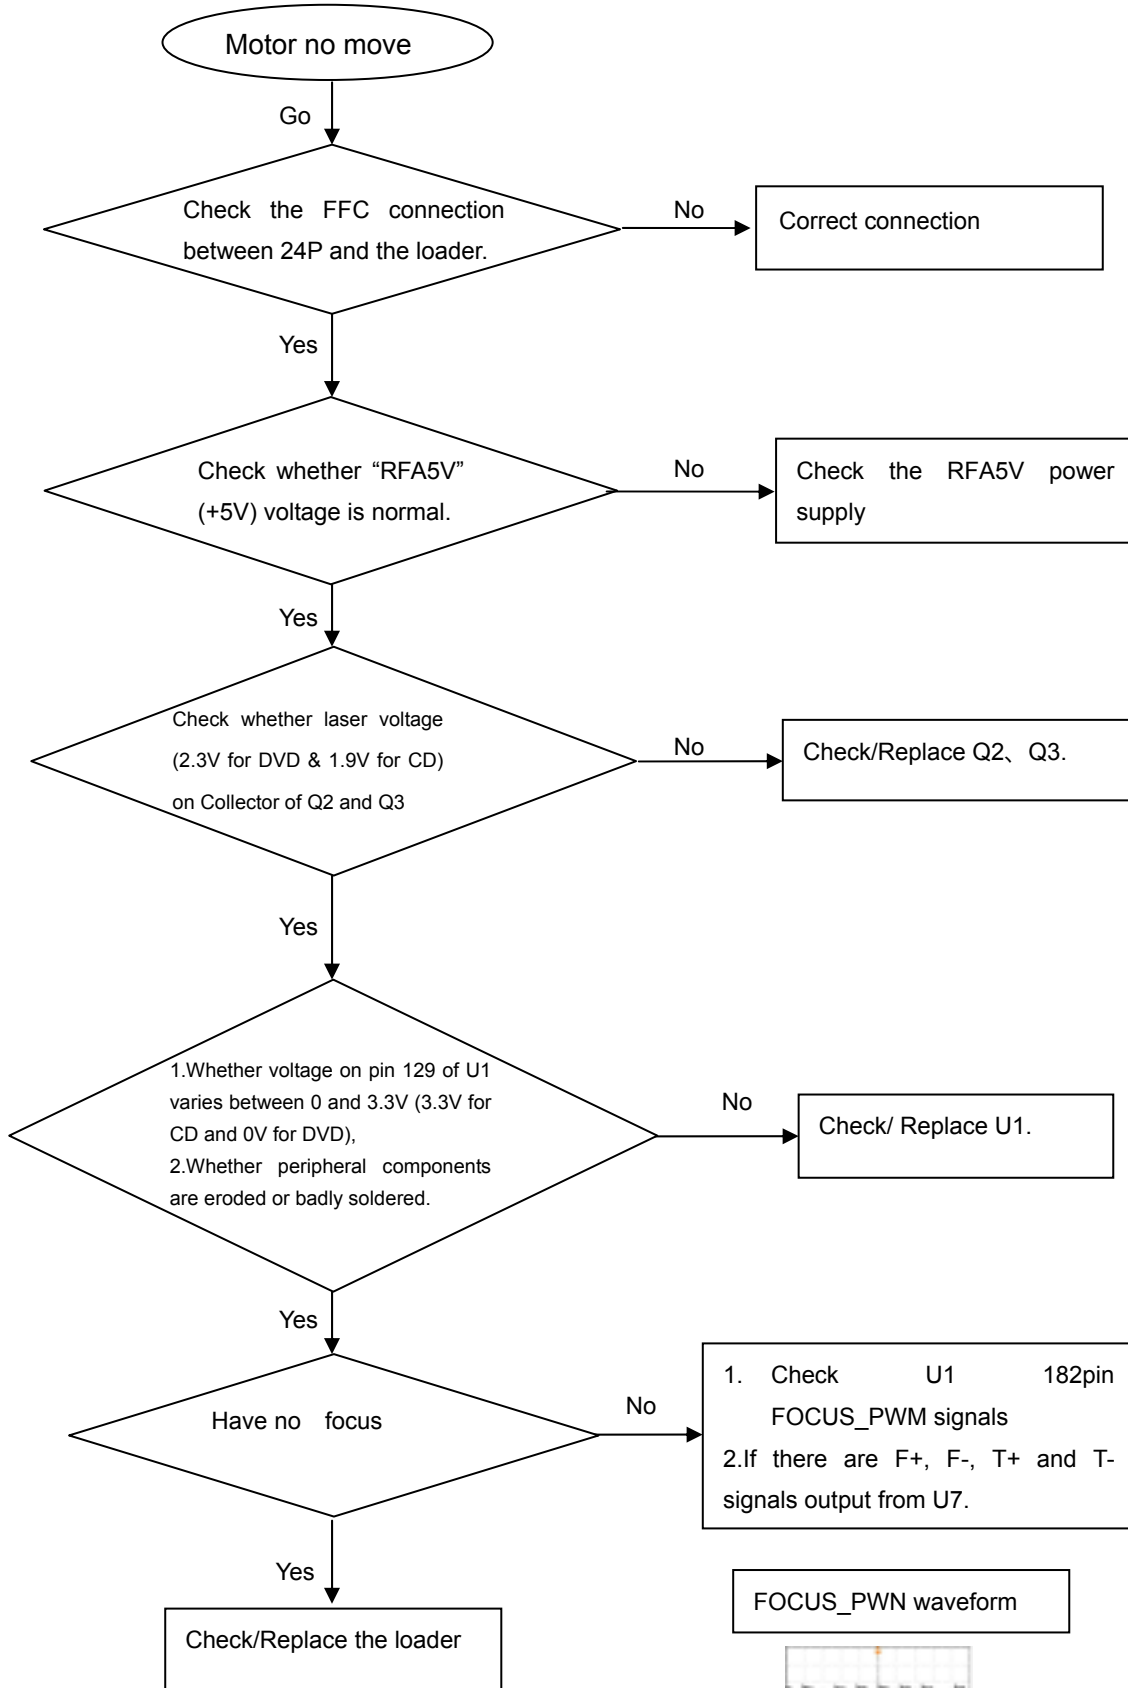 Motor no move
Go
Check the FFC connection
between 24P and the loader.
No
Correct connection
Yes
Check whether “RFA5V”
(+5V) voltage is normal.
No
Check the RFA5V power
supply
Yes
Check whether laser voltage
(2.3V for DVD & 1.9V for CD)
on Collector of Q2 and Q3
No
Check/Replace Q2、Q3.
Yes
1.Whether voltage on pin 129 of U1
varies between 0 and 3.3V (3.3V for
CD and 0V for DVD),
2.Whether peripheral components
are eroded or badly soldered.
No
Check/ Replace U1.
Yes
Have no focus
No
1. Check U1 182pin
FOCUS_PWM signals
2.If there are F+, F-, T+ and T-
signals output from U7.
Yes
Check/Replace the loader
FOCUS_PWN waveform